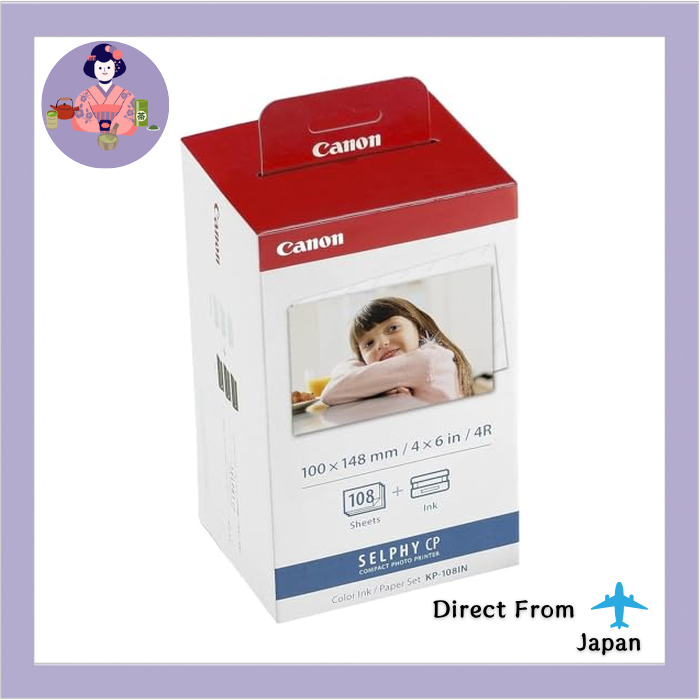 Canon
Canon
Canon
100 × 148 mm / 4 × 6 in / 4R
108
+
Sheets
Ink
SELPHY CP
COMPACT PHOTO PRINTER
Color Ink / Paper Set KP-108IN
Direct From
Japan